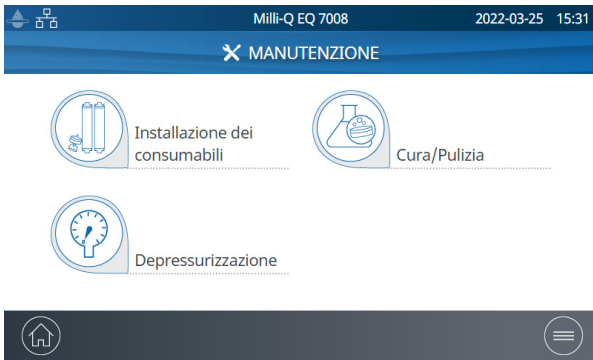 Milli-Q EQ 7008 2022-03-25 15:31
MANUTENZIONE
Installazione dei
consumabili
Cura/Pulizia
Depressurizzazione